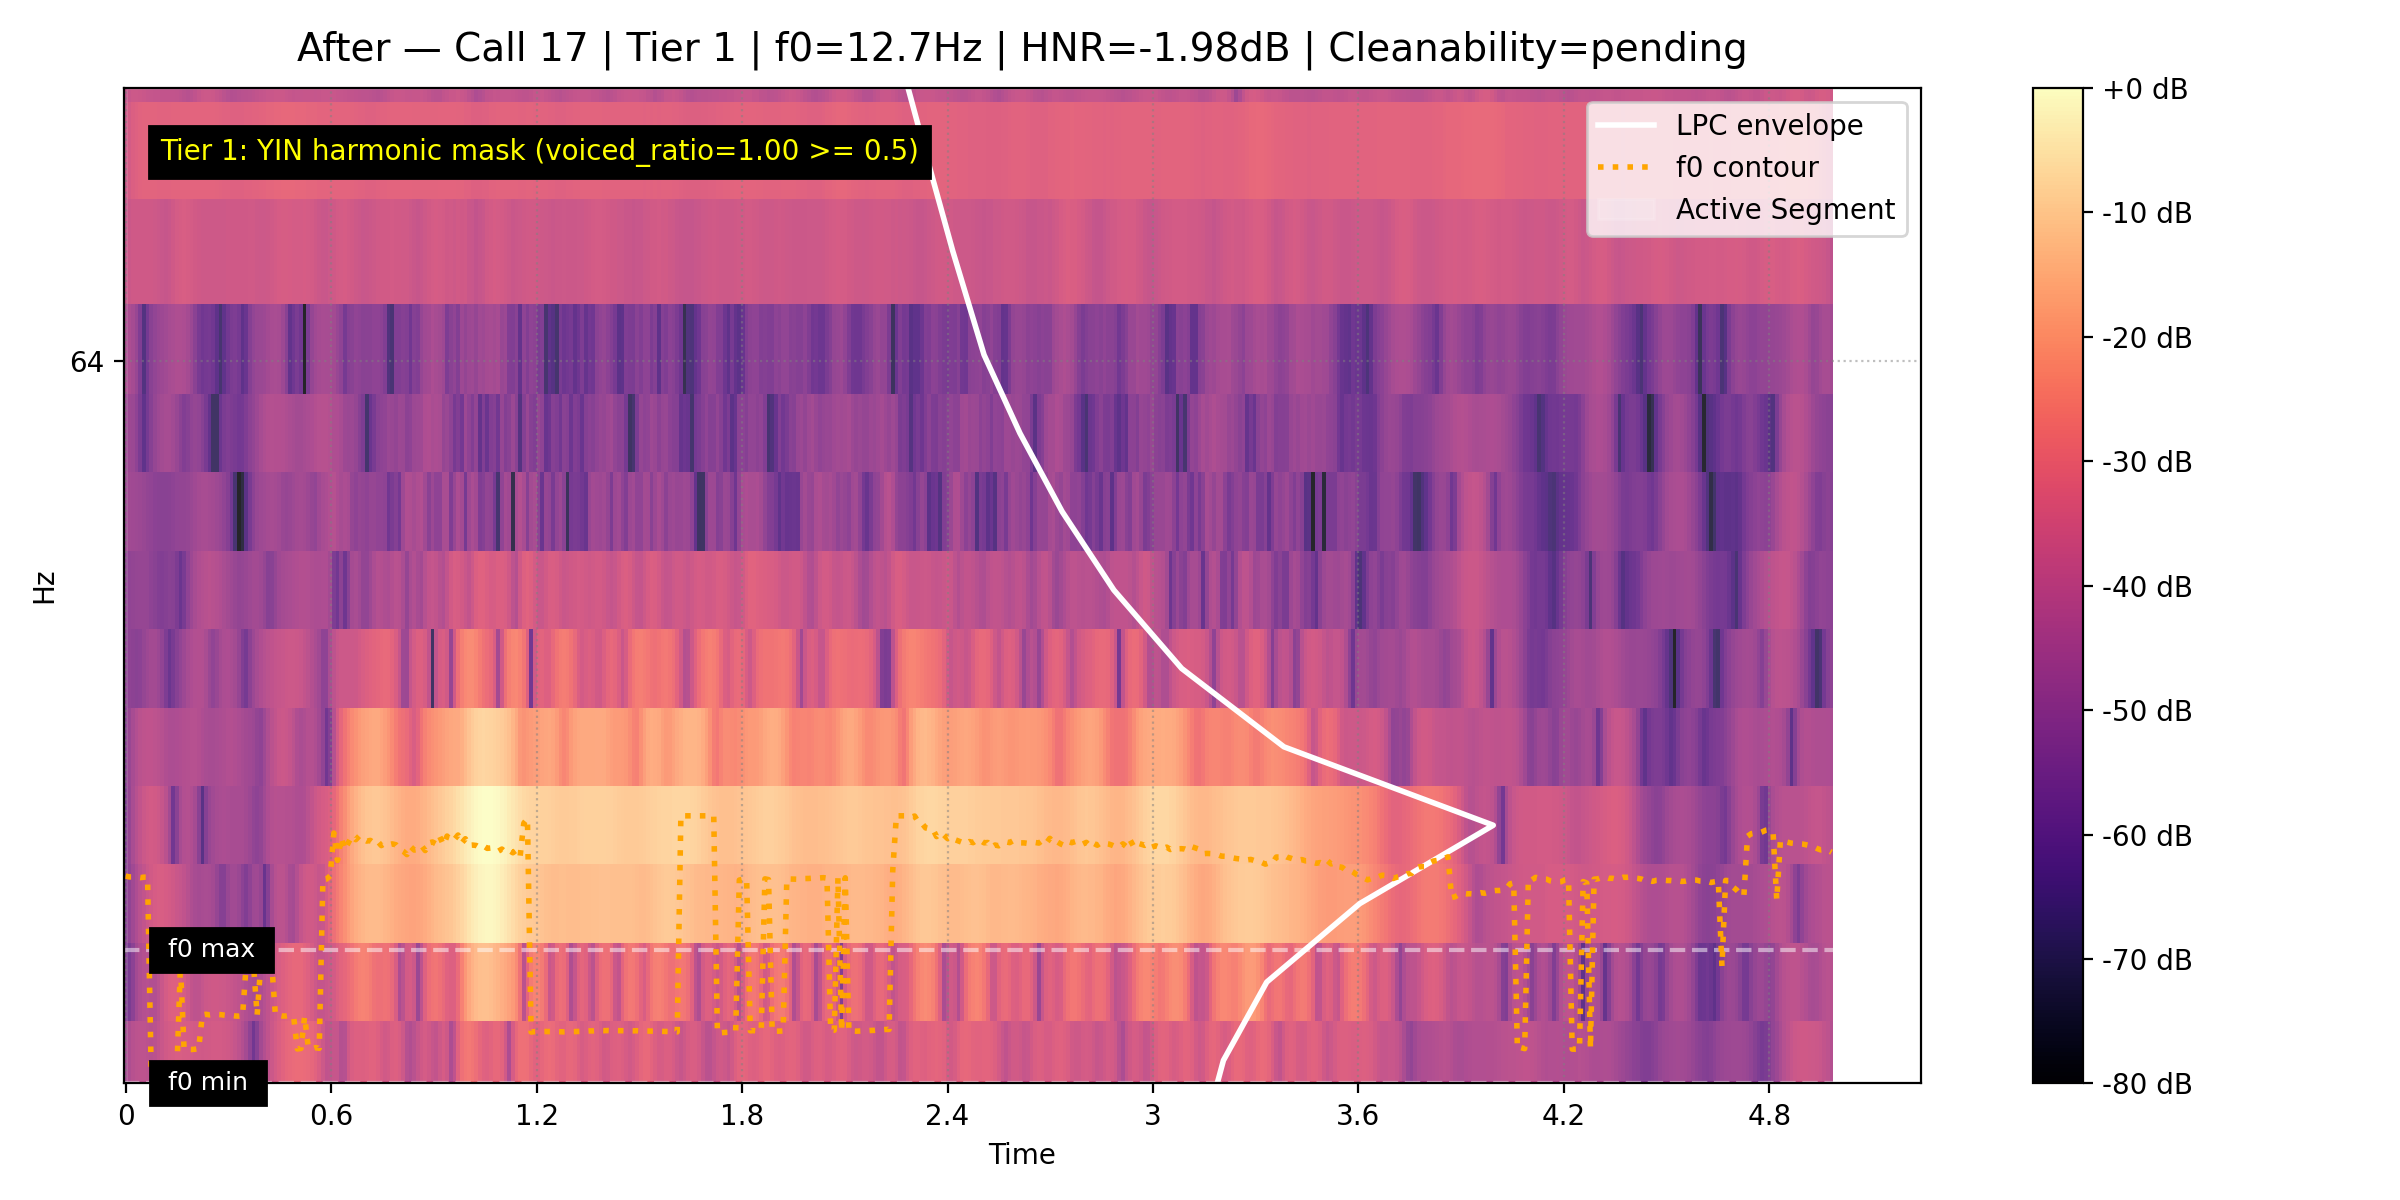 After — Call 17 | Tier 1 | f0=12.7Hz | HNR=-1.98dB | Cleanability=pending
Tier 1: YIN harmonic mask (voiced_ratio=1.00 >= 0.5)
LPC envelope
f0 contour
Active Segment
+0 dB
-10 dB
-20 dB
-30 dB
-40 dB
-50 dB
-60 dB
-70 dB
-80 dB
64
Hz
f0 max
f0 min
0 0.6 1.2 1.8 2.4 3 3.6 4.2 4.8
Time